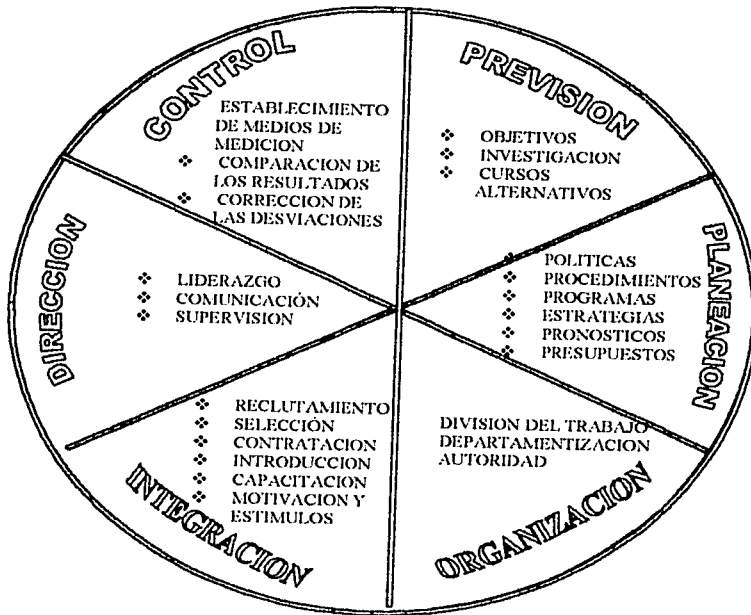 CONTROL
ESTABLECIMIENTO
DE MEDIOS DE
MEDICION
❖ COMPARACION DE
LOS RESULTADOS
❖ CORRECCION DE
LAS DESVIACIONES
PREVISION
❖ OBJETIVOS
❖ INVESTIGACION
❖ CURSOS
ALTERNATIVOS
PLANEACION
❖ POLITICAS
❖ PROCEDIMIENTOS
❖ PROGRAMAS
❖ ESTRATEGIAS
❖ PRONOSTICOS
❖ PRESUPUESTOS
ORGANIZACION
DIVISION DEL TRABAJO
DEPARTAMENTIZACION
AUTORIDAD
INTEGRACION
❖ RECLUTAMIENTO
❖ SELECCIÓN
❖ CONTRATACION
❖ INTRODUCCION
❖ CAPACITACION
❖ MOTIVACION Y
ESTIMULOS
DIRECCION
❖ LIDERAZGO
❖ COMUNICACIÓN
❖ SUPERVISION